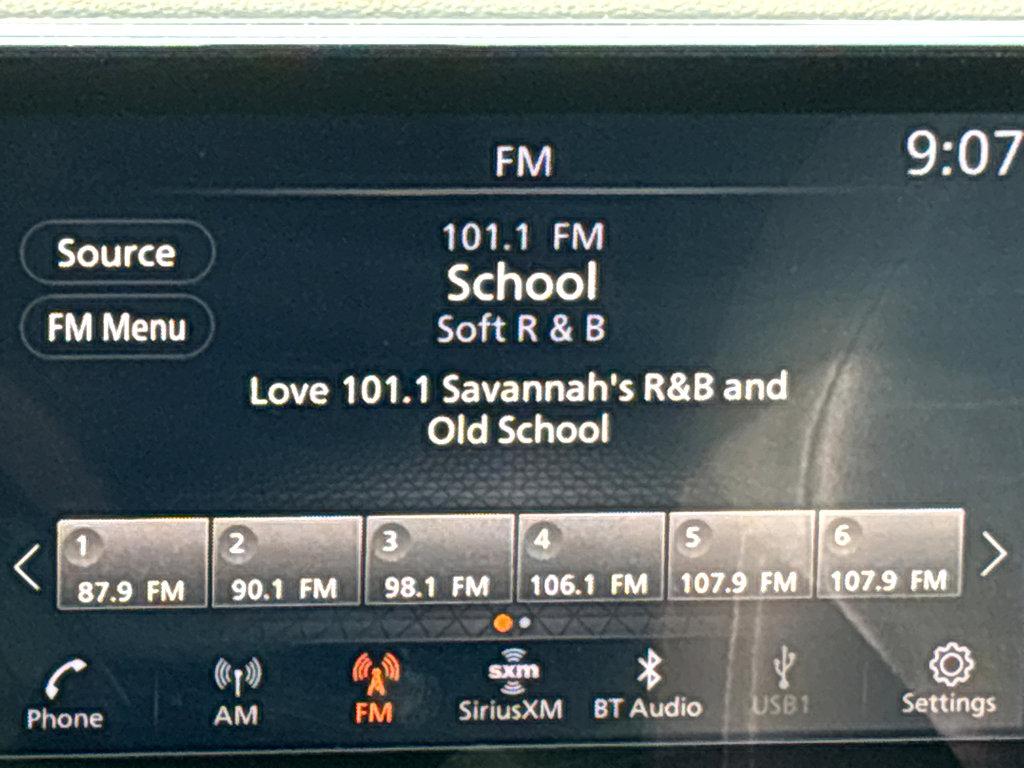 FM
9:07
Source
101.1 FM
School
FM Menu
Soft R & B
Love 101.1 Savannah's R&B and
Old School
1
87.9 FM
2
90.1 FM
3
98.1 FM
4
106.1 FM
5
107.9 FM
6
107.9 FM
Phone
AM
FM
sxm
SiriusXM
BT Audio
USB1
Settings